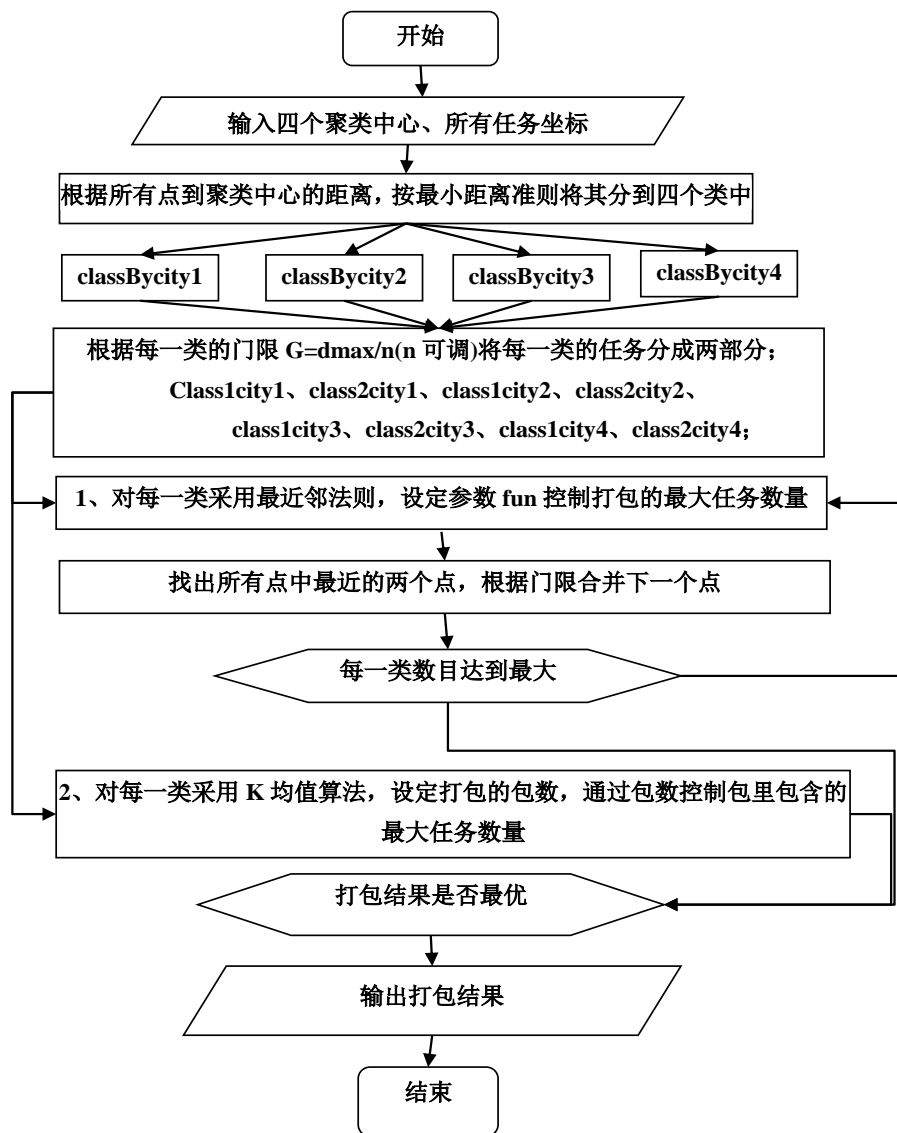 开始
输入四个聚类中心、所有任务坐标
根据所有点到聚类中心的距离，按最小距离准则将其分到四个类中
classBycity1
classBycity2
classBycity3
classBycity4
根据每一类的门限 G=dmax/n(n 可调)将每一类的任务分成两部分；
Class1city1、class2city1、class1city2、class2city2、
class1city3、class2city3、class1city4、class2city4；
1、对每一类采用最近邻法则，设定参数 fun 控制打包的最大任务数量
找出所有点中最近的两个点，根据门限合并下一个点
每一类数目达到最大
2、对每一类采用 K 均值算法，设定打包的包数，通过包数控制包里包含的
最大任务数量
打包结果是否最优
输出打包结果
结束